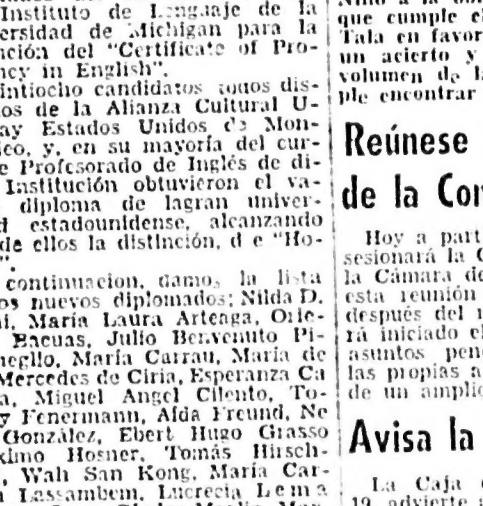 Instituto de Lenguaje de la
ersidad de Michigan para la
nción del "Certificate of Pro-
ncy in English".
intiocho candidatos todos dis-
os de la Alianza Cultural U-
ay Estados Unidos de Mon-
ico, y, en su mayoría del cur-
e Profesorado de Inglés de di-
Institución obtuvieron el va-
diploma de lagran univer-
d estadounidense, alcanzando
de ellos la distinción, d e "Ho-
".
continuacion, damos la lista
os nuevos diplomados: Nilda D.
María Laura Arteaga,
Bacuas, Julio Benvenuto Pi-
negllo, María Carrau, María de
Mercedes de Ciria, Esperanza Ca
a, Miguel Angel Cilento, To-
y Fenermann, Aída Freund, Ne
González, Ebert Hugo Grasso
ximo Hosner, Tomás Hirsch-
, Wah San Kong, María Car-
Lassambem, Lucrecia Lema
que cumple el
Tala en favor
un acierto y
volumen de la
ple encontrar
Reúnese
de la Con
Hoy a part
sesionará la C
la Cámara de
esta reunión
después del
rá iniciado el
asuntos pen
las propias a
de un amplio
Avisa la
La Caja
19, advierte a